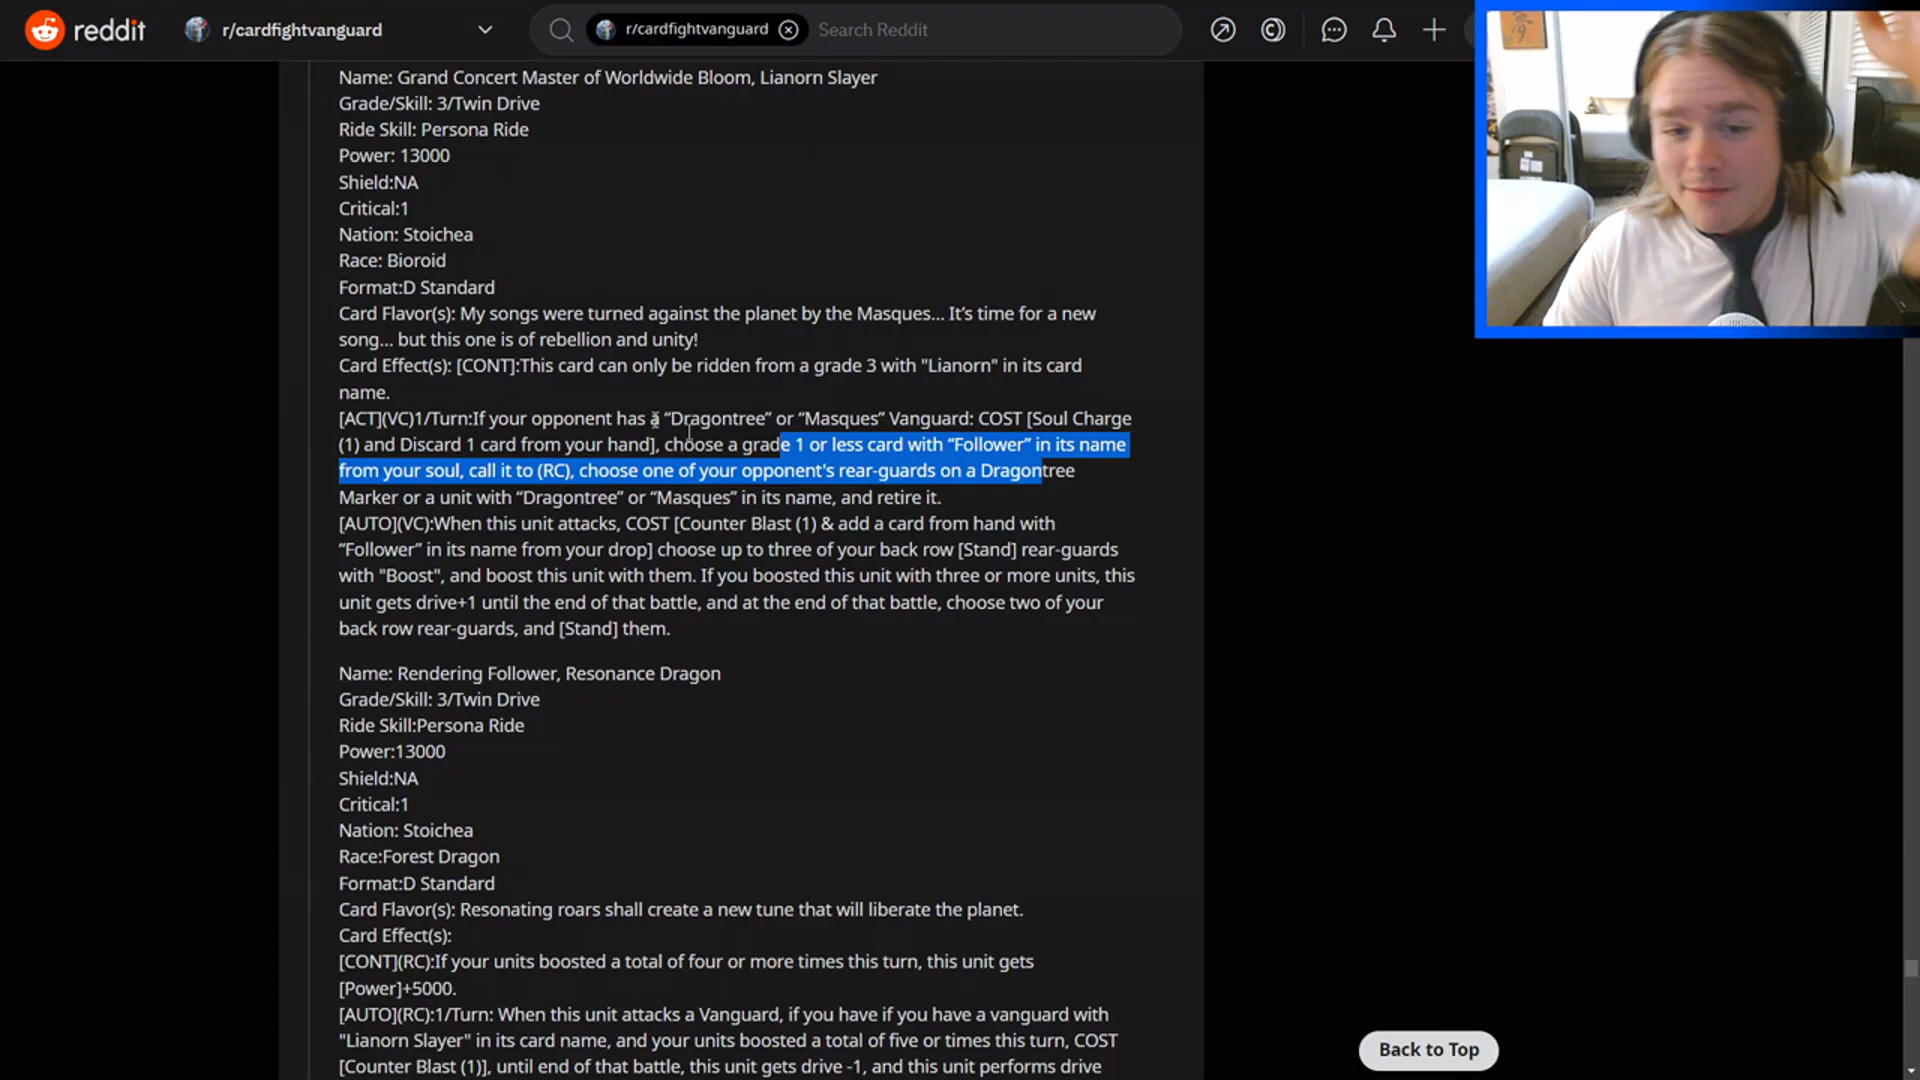 reddit
r/cardfightvanguard
r/cardfightvanguard
Search Reddit
Name: Grand Concert Master of Worldwide Bloom, Lianorn Slayer
Grade/Skill: 3/Twin Drive
Ride Skill: Persona Ride
Power: 13000
Shield:NA
Critical:1
Nation: Stoichea
Race: Bioroid
Format:D Standard
Card Flavor(s): My songs were turned against the planet by the Masques... It’s time for a new
song... but this one is of rebellion and unity!
Card Effect(s): [CONT]:This card can only be ridden from a grade 3 with "Lianorn" in its card
name.
[ACT](VC)1/Turn:If your opponent has a “Dragontree” or “Masques” Vanguard: COST [Soul Charge
(1) and Discard 1 card from your hand], choose a grade 1 or less card with “Follower” in its name
from your soul, call it to (RC), choose one of your opponent's rear-guards on a Dragontree
Marker or a unit with “Dragontree” or “Masques” in its name, and retire it.
[AUTO](VC):When this unit attacks, COST [Counter Blast (1) & add a card from hand with
“Follower” in its name from your drop] choose up to three of your back row [Stand] rear-guards
with "Boost", and boost this unit with them. If you boosted this unit with three or more units, this
unit gets drive+1 until the end of that battle, and at the end of that battle, choose two of your
back row rear-guards, and [Stand] them.
Name: Rendering Follower, Resonance Dragon
Grade/Skill: 3/Twin Drive
Ride Skill:Persona Ride
Power:13000
Shield:NA
Critical:1
Nation: Stoichea
Race:Forest Dragon
Format:D Standard
Card Flavor(s): Resonating roars shall create a new tune that will liberate the planet.
Card Effect(s):
[CONT](RC):If your units boosted a total of four or more times this turn, this unit gets
[Power]+5000.
[AUTO](RC):1/Turn: When this unit attacks a Vanguard, if you have if you have a vanguard with
"Lianorn Slayer" in its card name, and your units boosted a total of five or times this turn, COST
[Counter Blast (1)], until end of that battle, this unit gets drive -1, and this unit performs drive
Back to Top